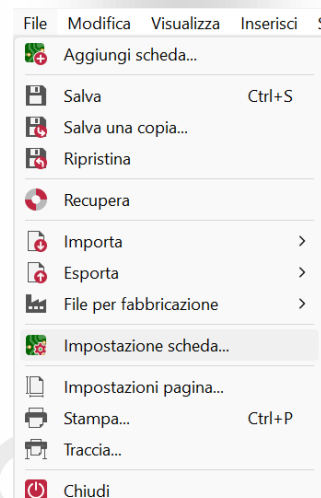 File Modifica Visualizza Inserisci
Aggiungi scheda...
Salva Ctrl+S
Salva una copia...
Ripristina
Recupera
Importa
Esporta
File per fabbricazione
Impostazione scheda...
Impostazioni pagina...
Stampa... Ctrl+P
Traccia...
Chiudi